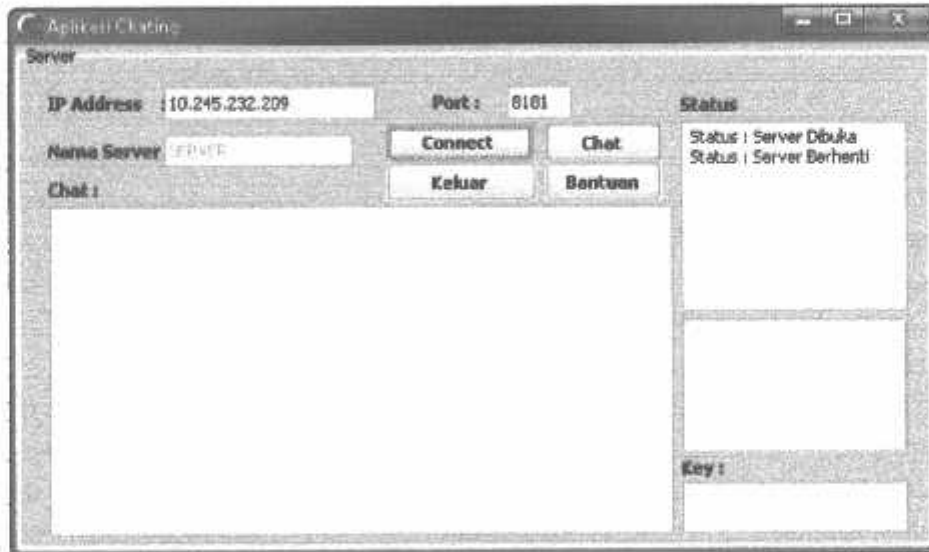 Aplikasi Chating
Server
IP Address : 10.245.232.209 Port : 8181 Status
Nama Server SERVER Connect Chat
Status : Server Dibuka
Status : Server Berhenti
Chat : Keluar Bantuan
Key :